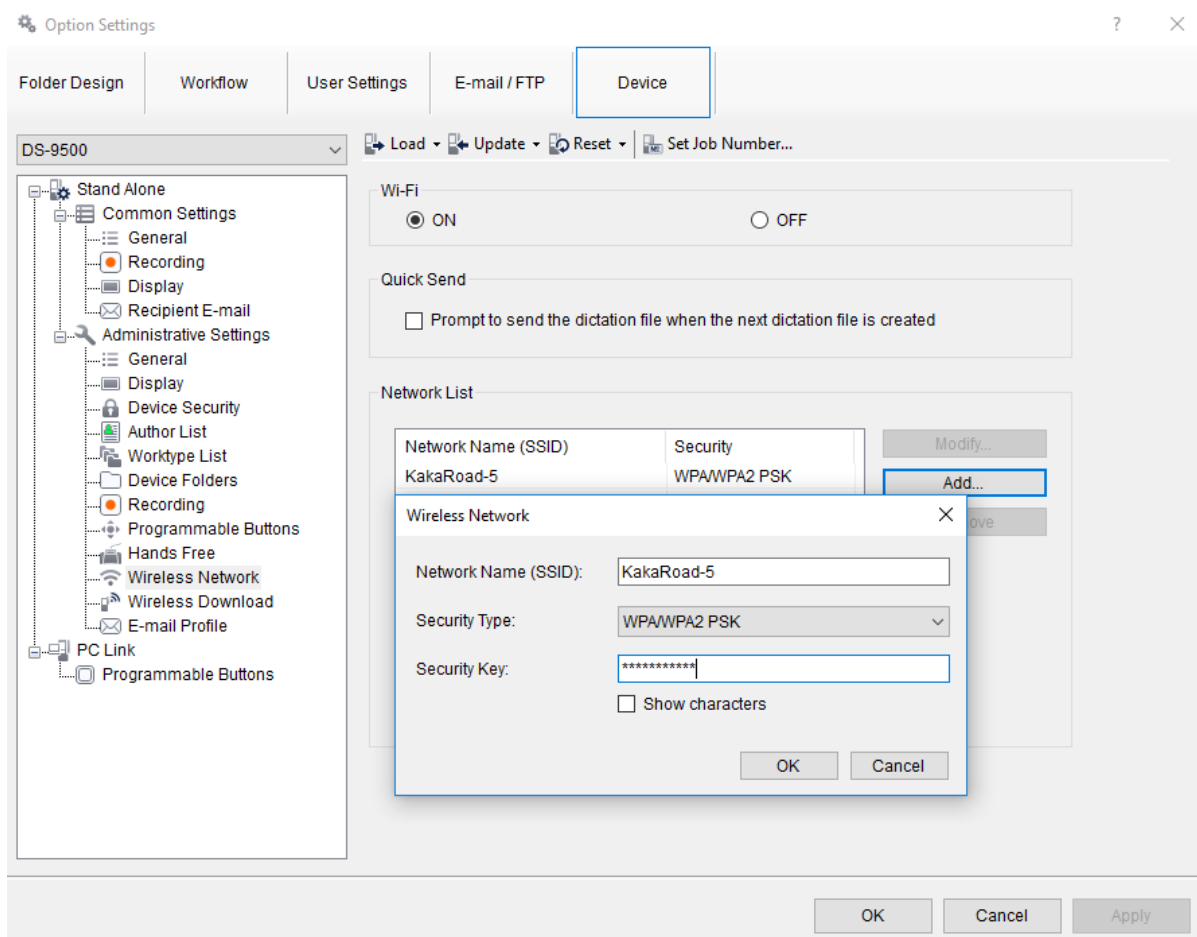 Option Settings
?
Folder Design Workflow User Settings E-mail / FTP Device
DS-9500
Load Update Reset Set Job Number...
Stand Alone
Common Settings
General
Recording
Display
Recipient E-mail
Administrative Settings
General
Display
Device Security
Author List
Worktype List
Device Folders
Recording
Programmable Buttons
Hands Free
Wireless Network
Wireless Download
E-mail Profile
PC Link
Programmable Buttons
Wi-Fi
ON OFF
Quick Send
Prompt to send the dictation file when the next dictation file is created
Network List
Network Name (SSID) Security
KakaRoad-5 WPA/WPA2 PSK
Modify...
Add...
ove
Wireless Network
Network Name (SSID): KakaRoad-5
Security Type: WPA/WPA2 PSK
Security Key: ***********
Show characters
OK Cancel
OK Cancel Apply